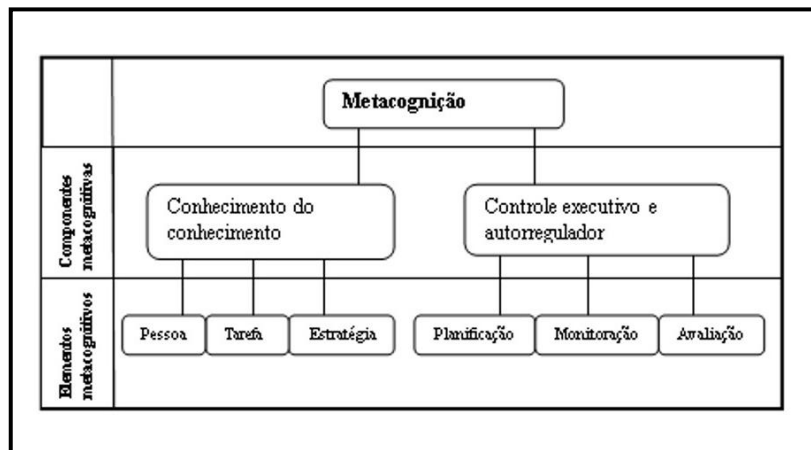 Metacognição
Componentes
metacognitivas
Conhecimento do
conhecimento
Controle executivo e
autorregulador
Elementos
metacognitivos
Pessoa
Tarefa
Estratégia
Planificação
Monitoração
Avaliação